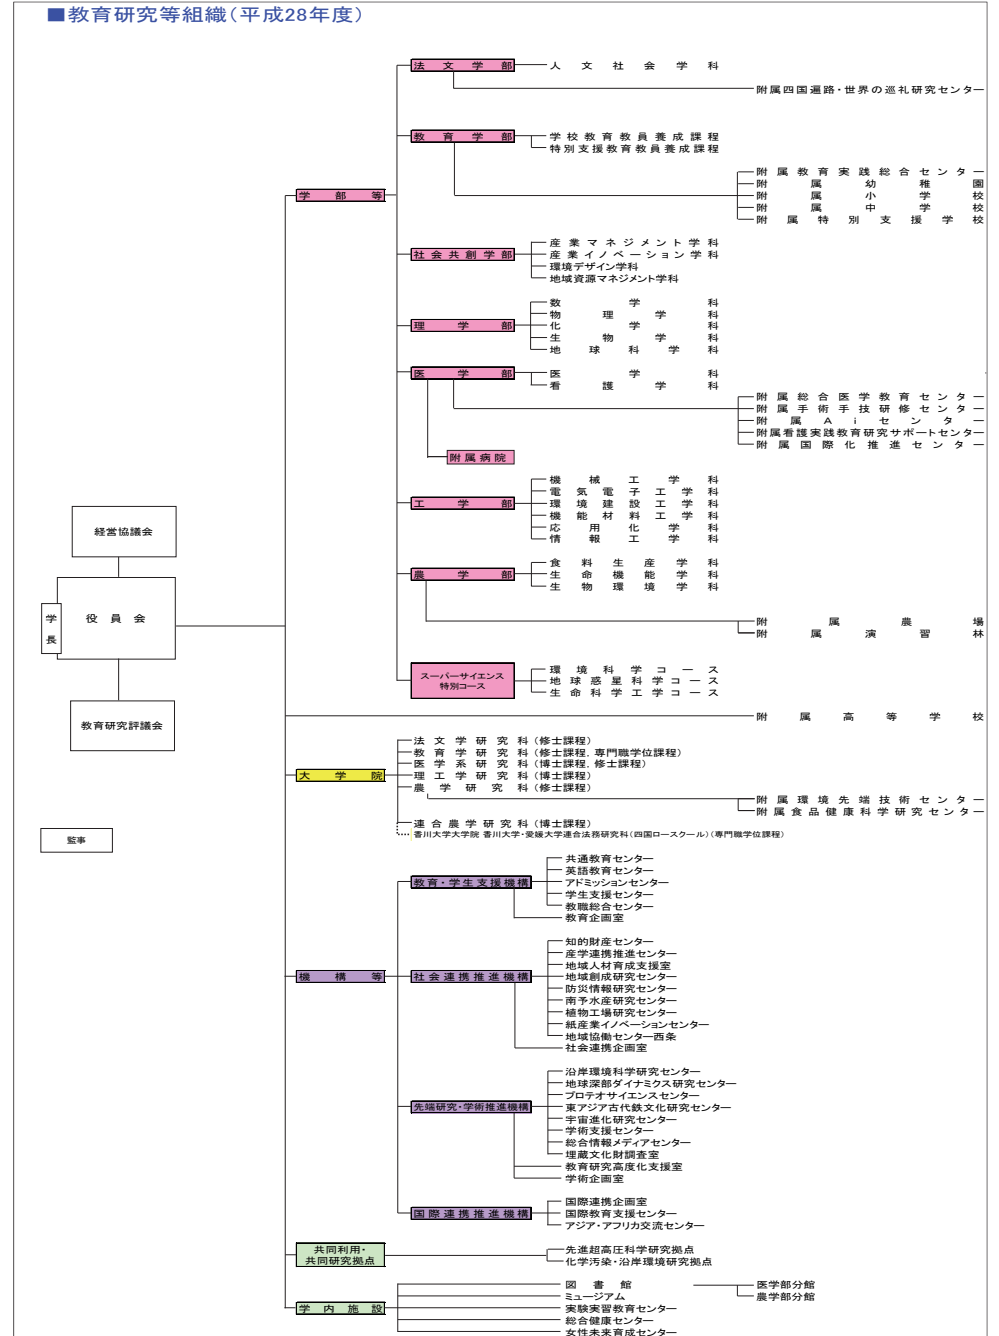 ■教育研究等組織(平成28年度)
法文学部
人文社会学科
附属四国遍路・世界の巡礼研究センター
教育学部
学校教育教員養成課程
特別支援教育教員養成課程
附属教育実践総合センター
附属幼稚園
附属小学校
附属中学校
附属特別支援学校
学部等
社会共創学部
産業マネジメント学科
産業イノベーション学科
環境デザイン学科
地域資源マネジメント学科
理学部
数学科
物理学科
化学科
生物学科
地球科学科
医学部
医学科
看護学科
附属総合医学教育センター
附属手術手技研修センター
附属Aiセンター
附属看護実践教育研究サポートセンター
附属国際化推進センター
附属病院
工学部
機械工学科
電気電子工学科
環境建設工学科
機能材料工学科
応用化学科
情報工学科
農学部
食料生産学科
生命機能学科
生物環境学科
附属農場
附属演習林
スーパーサイエンス
特別コース
環境科学コース
地球惑星科学コース
生命科学工学コース
経営協議会
学長
役員会
教育研究評議会
監事
附属高等学校
大学院
法文学研究科(修士課程)
教育学研究科(修士課程, 専門職学位課程)
医学系研究科(博士課程, 修士課程)
理工学研究科(博士課程)
農学研究科(修士課程)
附属環境先端技術センター
附属食品健康科学研究センター
連合農学研究科(博士課程)
香川大学大学院 香川大学・愛媛大学連合法務研究科(四国ロースクール)(専門職学位課程)
機構等
教育・学生支援機構
共通教育センター
英語教育センター
アドミッションセンター
学生支援センター
教職総合センター
教育企画室
社会連携推進機構
知的財産センター
産学連携推進センター
地域人材育成支援室
地域創成研究センター
防災情報研究センター
南予水産研究センター
植物工場研究センター
紙産業イノベーションセンター
地域協働センター西条
社会連携企画室
先端研究・学術推進機構
沿岸環境科学研究センター
地球深部ダイナミクス研究センター
プロテオサイエンスセンター
東アジア古代鉄文化研究センター
宇宙進化研究センター
学術支援センター
総合情報メディアセンター
埋蔵文化財調査室
教育研究高度化支援室
学術企画室
国際連携推進機構
国際連携企画室
国際教育支援センター
アジア・アフリカ交流センター
共同利用・
共同研究拠点
先進超高圧科学研究拠点
化学汚染・沿岸環境研究拠点
学内施設
図書館
医学部分館
農学部分館
ミュージアム
実験実習教育センター
総合健康センター
女性未来育成センター